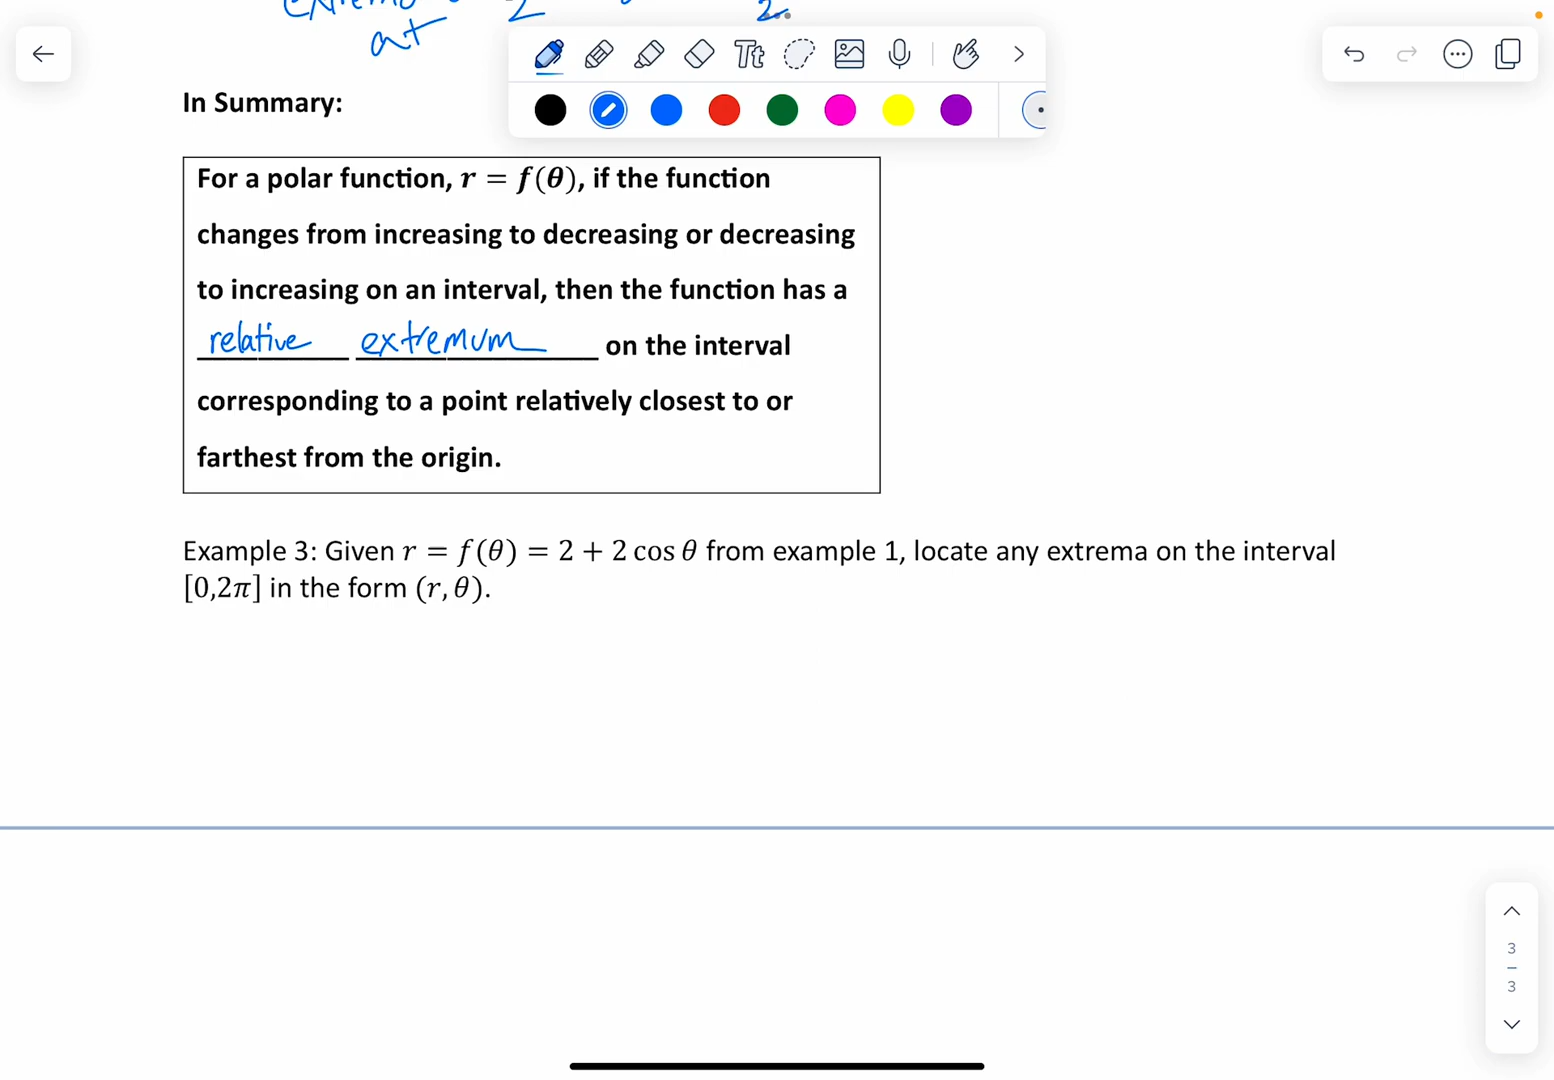 at
Tt
In Summary:
For a polar function, r = f(θ), if the function
changes from increasing to decreasing or decreasing
to increasing on an interval, then the function has a
relative extremum on the interval
corresponding to a point relatively closest to or
farthest from the origin.
Example 3: Given r = f(θ) = 2 + 2 cos θ from example 1, locate any extrema on the interval
[0,2π] in the form (r, θ).
3
3